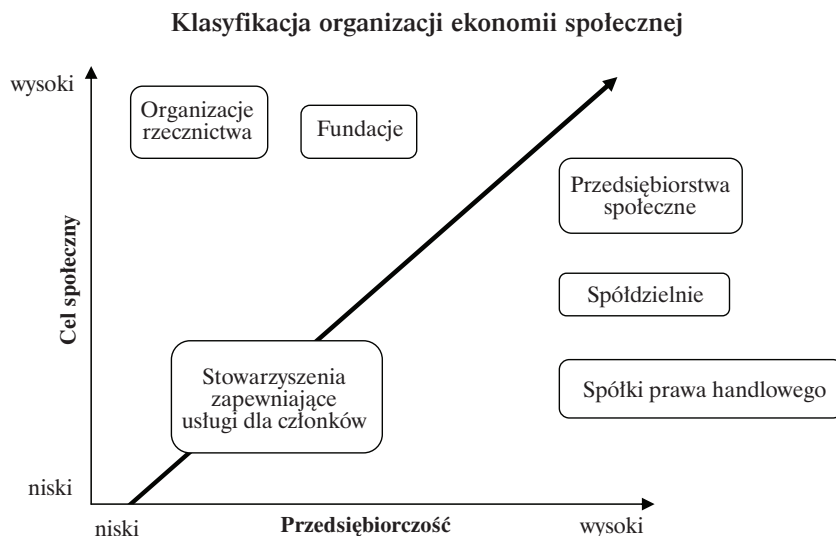 Klasyfikacja organizacji ekonomii społecznej
wysoki
Organizacje
rzecznictwa
Fundacje
Przedsiębiorstwa
społeczne
Cel społeczny
Spółdzielnie
Stowarzyszenia
zapewniające
usługi dla członków
Spółki prawa handlowego
niski
niski
Przedsiębiorczość
wysoki